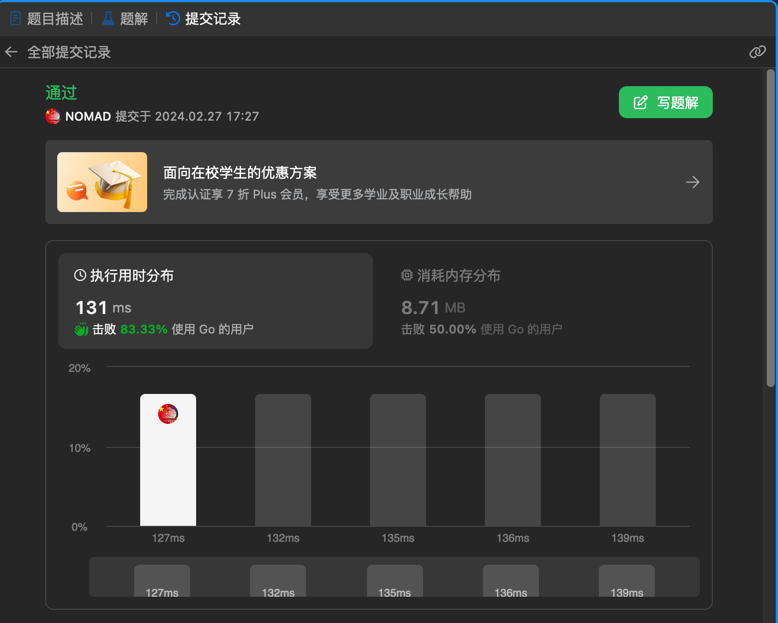 题目描述 题解 提交记录
全部提交记录
通过
NOMAD 提交于 2024.02.27 17:27
写题解
面向在校学生的优惠方案
完成认证享 7 折 Plus 会员，享受更多学业及职业成长帮助
执行用时分布
131 ms
击败 83.33% 使用 Go 的用户
消耗内存分布
8.71 MB
击败 50.00% 使用 Go 的用户
20%
10%
0%
127ms 132ms 135ms 136ms 139ms
127ms 132ms 135ms 136ms 139ms